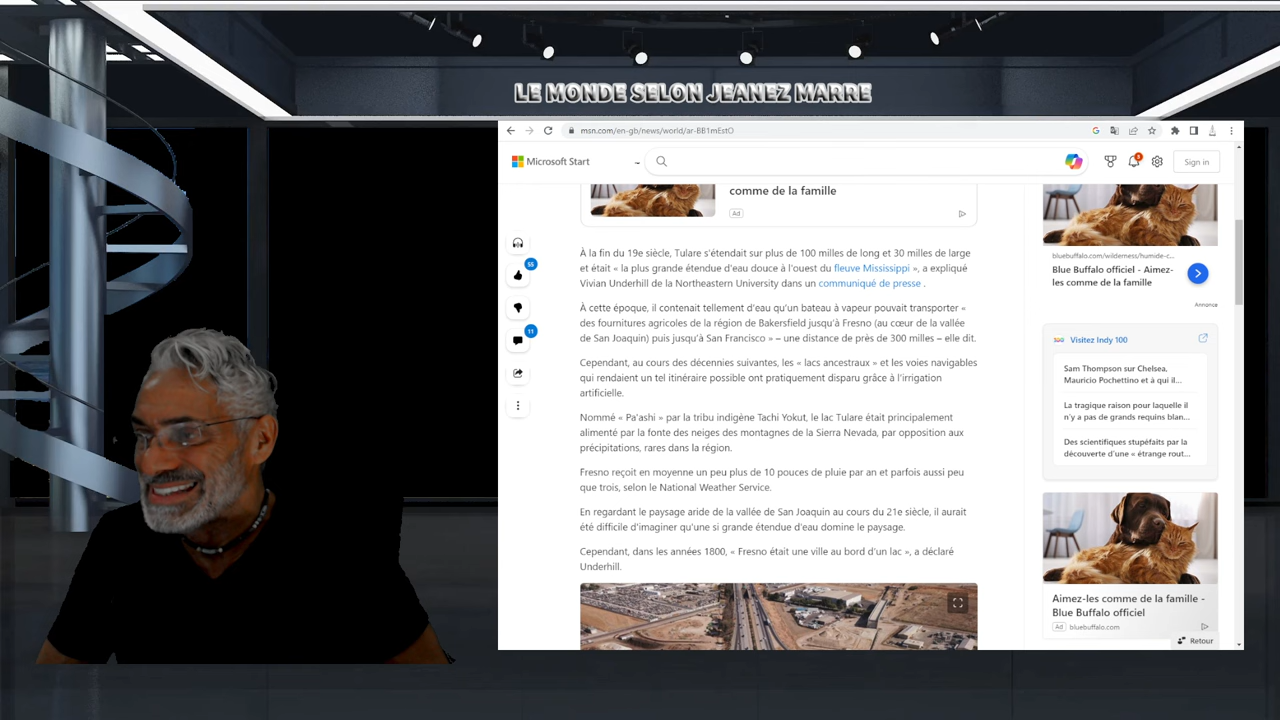 LE MONDE SELON JEANEZ MARRE
msn.com/en-gb/news/world/ar-BB1mEstO
Microsoft Start
Sign in
comme de la famille
Ad
À la fin du 19e siècle, Tulare s'étendait sur plus de 100 milles de long et 30 milles de large
et était « la plus grande étendue d'eau douce à l'ouest du fleuve Mississippi », a expliqué
Vivian Underhill de la Northeastern University dans un communiqué de presse .
À cette époque, il contenait tellement d'eau qu'un bateau à vapeur pouvait transporter «
des fournitures agricoles de la région de Bakersfield jusqu'à Fresno (au cœur de la vallée
de San Joaquin) puis jusqu'à San Francisco » – une distance de près de 300 milles – elle dit.
Cependant, au cours des décennies suivantes, les « lacs ancestraux » et les voies navigables
qui rendaient un tel itinéraire possible ont pratiquement disparu grâce à l'irrigation
artificielle.
Nommé « Pa'ashi » par la tribu indigène Tachi Yokut, le lac Tulare était principalement
alimenté par la fonte des neiges des montagnes de la Sierra Nevada, par opposition aux
précipitations, rares dans la région.
Fresno reçoit en moyenne un peu plus de 10 pouces de pluie par an et parfois aussi peu
que trois, selon le National Weather Service.
En regardant le paysage aride de la vallée de San Joaquin au cours du 21e siècle, il aurait
été difficile d'imaginer qu'une si grande étendue d'eau domine le paysage.
Cependant, dans les années 1800, « Fresno était une ville au bord d'un lac », a déclaré
Underhill.
55
11
bluebuffalo.com/wilderness/humide-c...
Blue Buffalo officiel - Aimez-
les comme de la famille
Annonce
Visitez Indy 100
Sam Thompson sur Chelsea,
Mauricio Pochettino et à qui il...
La tragique raison pour laquelle il
n'y a pas de grands requins blan...
Des scientifiques stupéfaits par la
découverte d'une « étrange rout...
Aimez-les comme de la famille -
Blue Buffalo officiel
Ad bluebuffalo.com
Retour